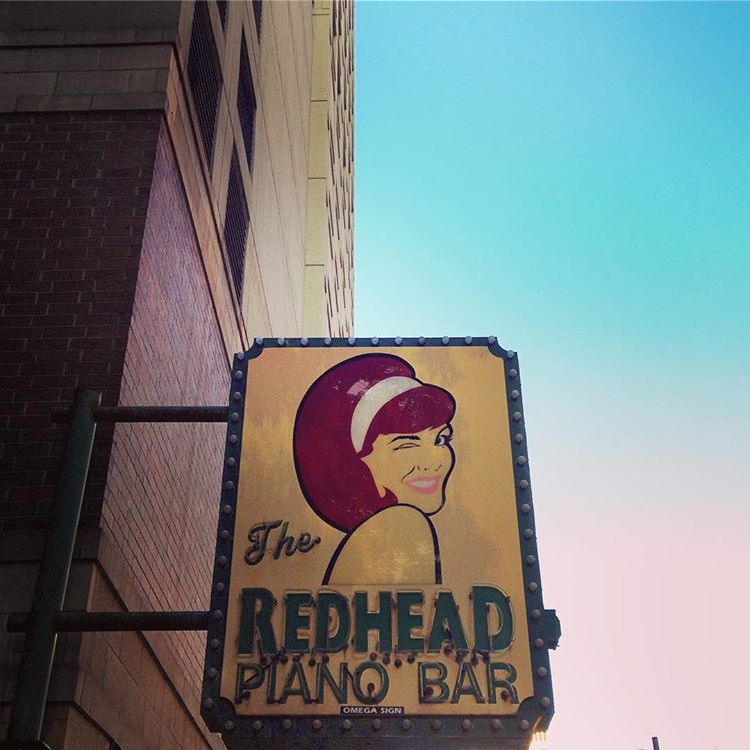 The
REDHEAD
PIANO BAR
OMEGA SIGN